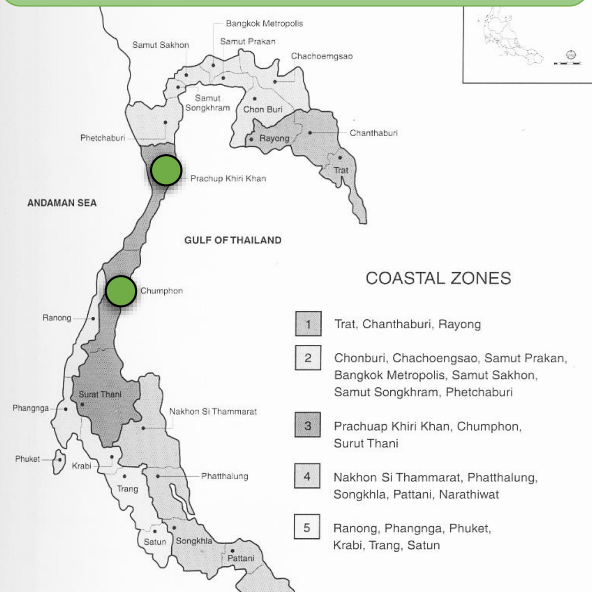 Bangkok Metropolis
Samut Sakhon
Samut Prakan
Chachoemgsao
Samut
Songkhram
Chon Buri
Phetchaburi
Rayong
Chanthaburi
Trat
Prachup Khiri Khan
ANDAMAN SEA
GULF OF THAILAND
Chumphon
Ranong
Surat Thani
Phangnga
Nakhon Si Thammarat
Phuket
Krabi
Trang
Phatthalung
Satun
Songkhla
Pattani
COASTAL ZONES
1 Trat, Chanthaburi, Rayong
2 Chonburi, Chachoengsao, Samut Prakan,
Bangkok Metropolis, Samut Sakhon,
Samut Songkhram, Phetchaburi
3 Prachuap Khiri Khan, Chumphon,
Surut Thani
4 Nakhon Si Thammarat, Phatthalung,
Songkhla, Pattani, Narathiwat
5 Ranong, Phangnga, Phuket,
Krabi, Trang, Satun